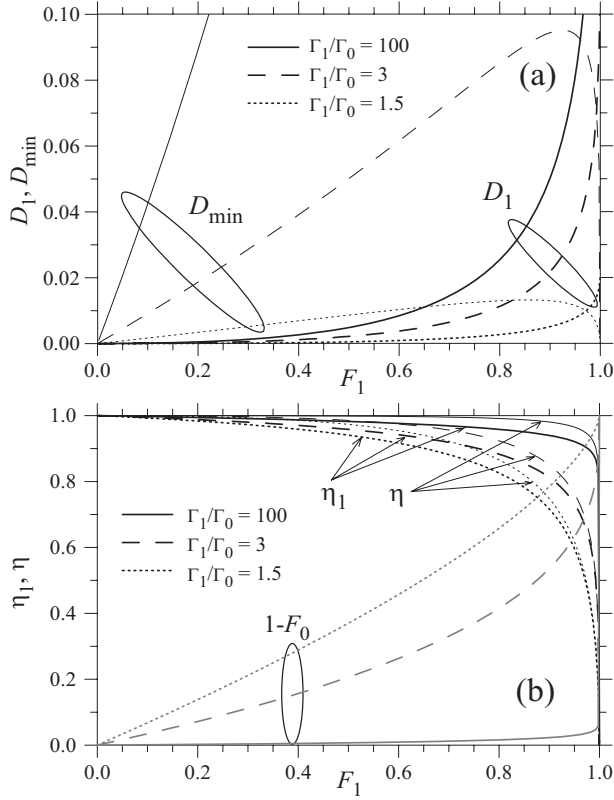 0.10
0.08
0.06
0.04
0.02
0.00
D₁, D_min
Γ₁/Γ₀ = 100
Γ₁/Γ₀ = 3
Γ₁/Γ₀ = 1.5
(a)
D_min
D₁
0.0 0.2 0.4 0.6 0.8 1.0
F₁
1.0
0.8
0.6
0.4
0.2
0.0
η₁, η
η₁ η
Γ₁/Γ₀ = 100
Γ₁/Γ₀ = 3
Γ₁/Γ₀ = 1.5
1-F₀
(b)
0.0 0.2 0.4 0.6 0.8 1.0
F₁